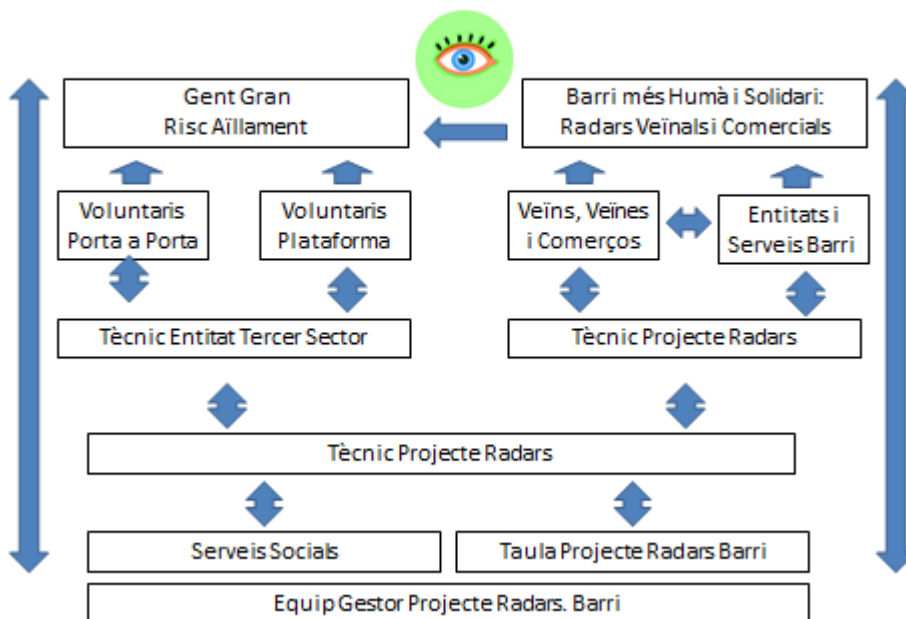 Gent Gran
Risc Aïllament
Barri més Humà i Solidari:
Radars Veïnals i Comercials
Voluntaris
Porta a Porta
Voluntaris
Plataforma
Veïns, Veïnes
i Comerços
Entitats i
Serveis Barri
Tècnic Entitat Tercer Sector
Tècnic Projecte Radars
Tècnic Projecte Radars
Serveis Socials
Taula Projecte Radars Barri
Equip Gestor Projecte Radars. Barri